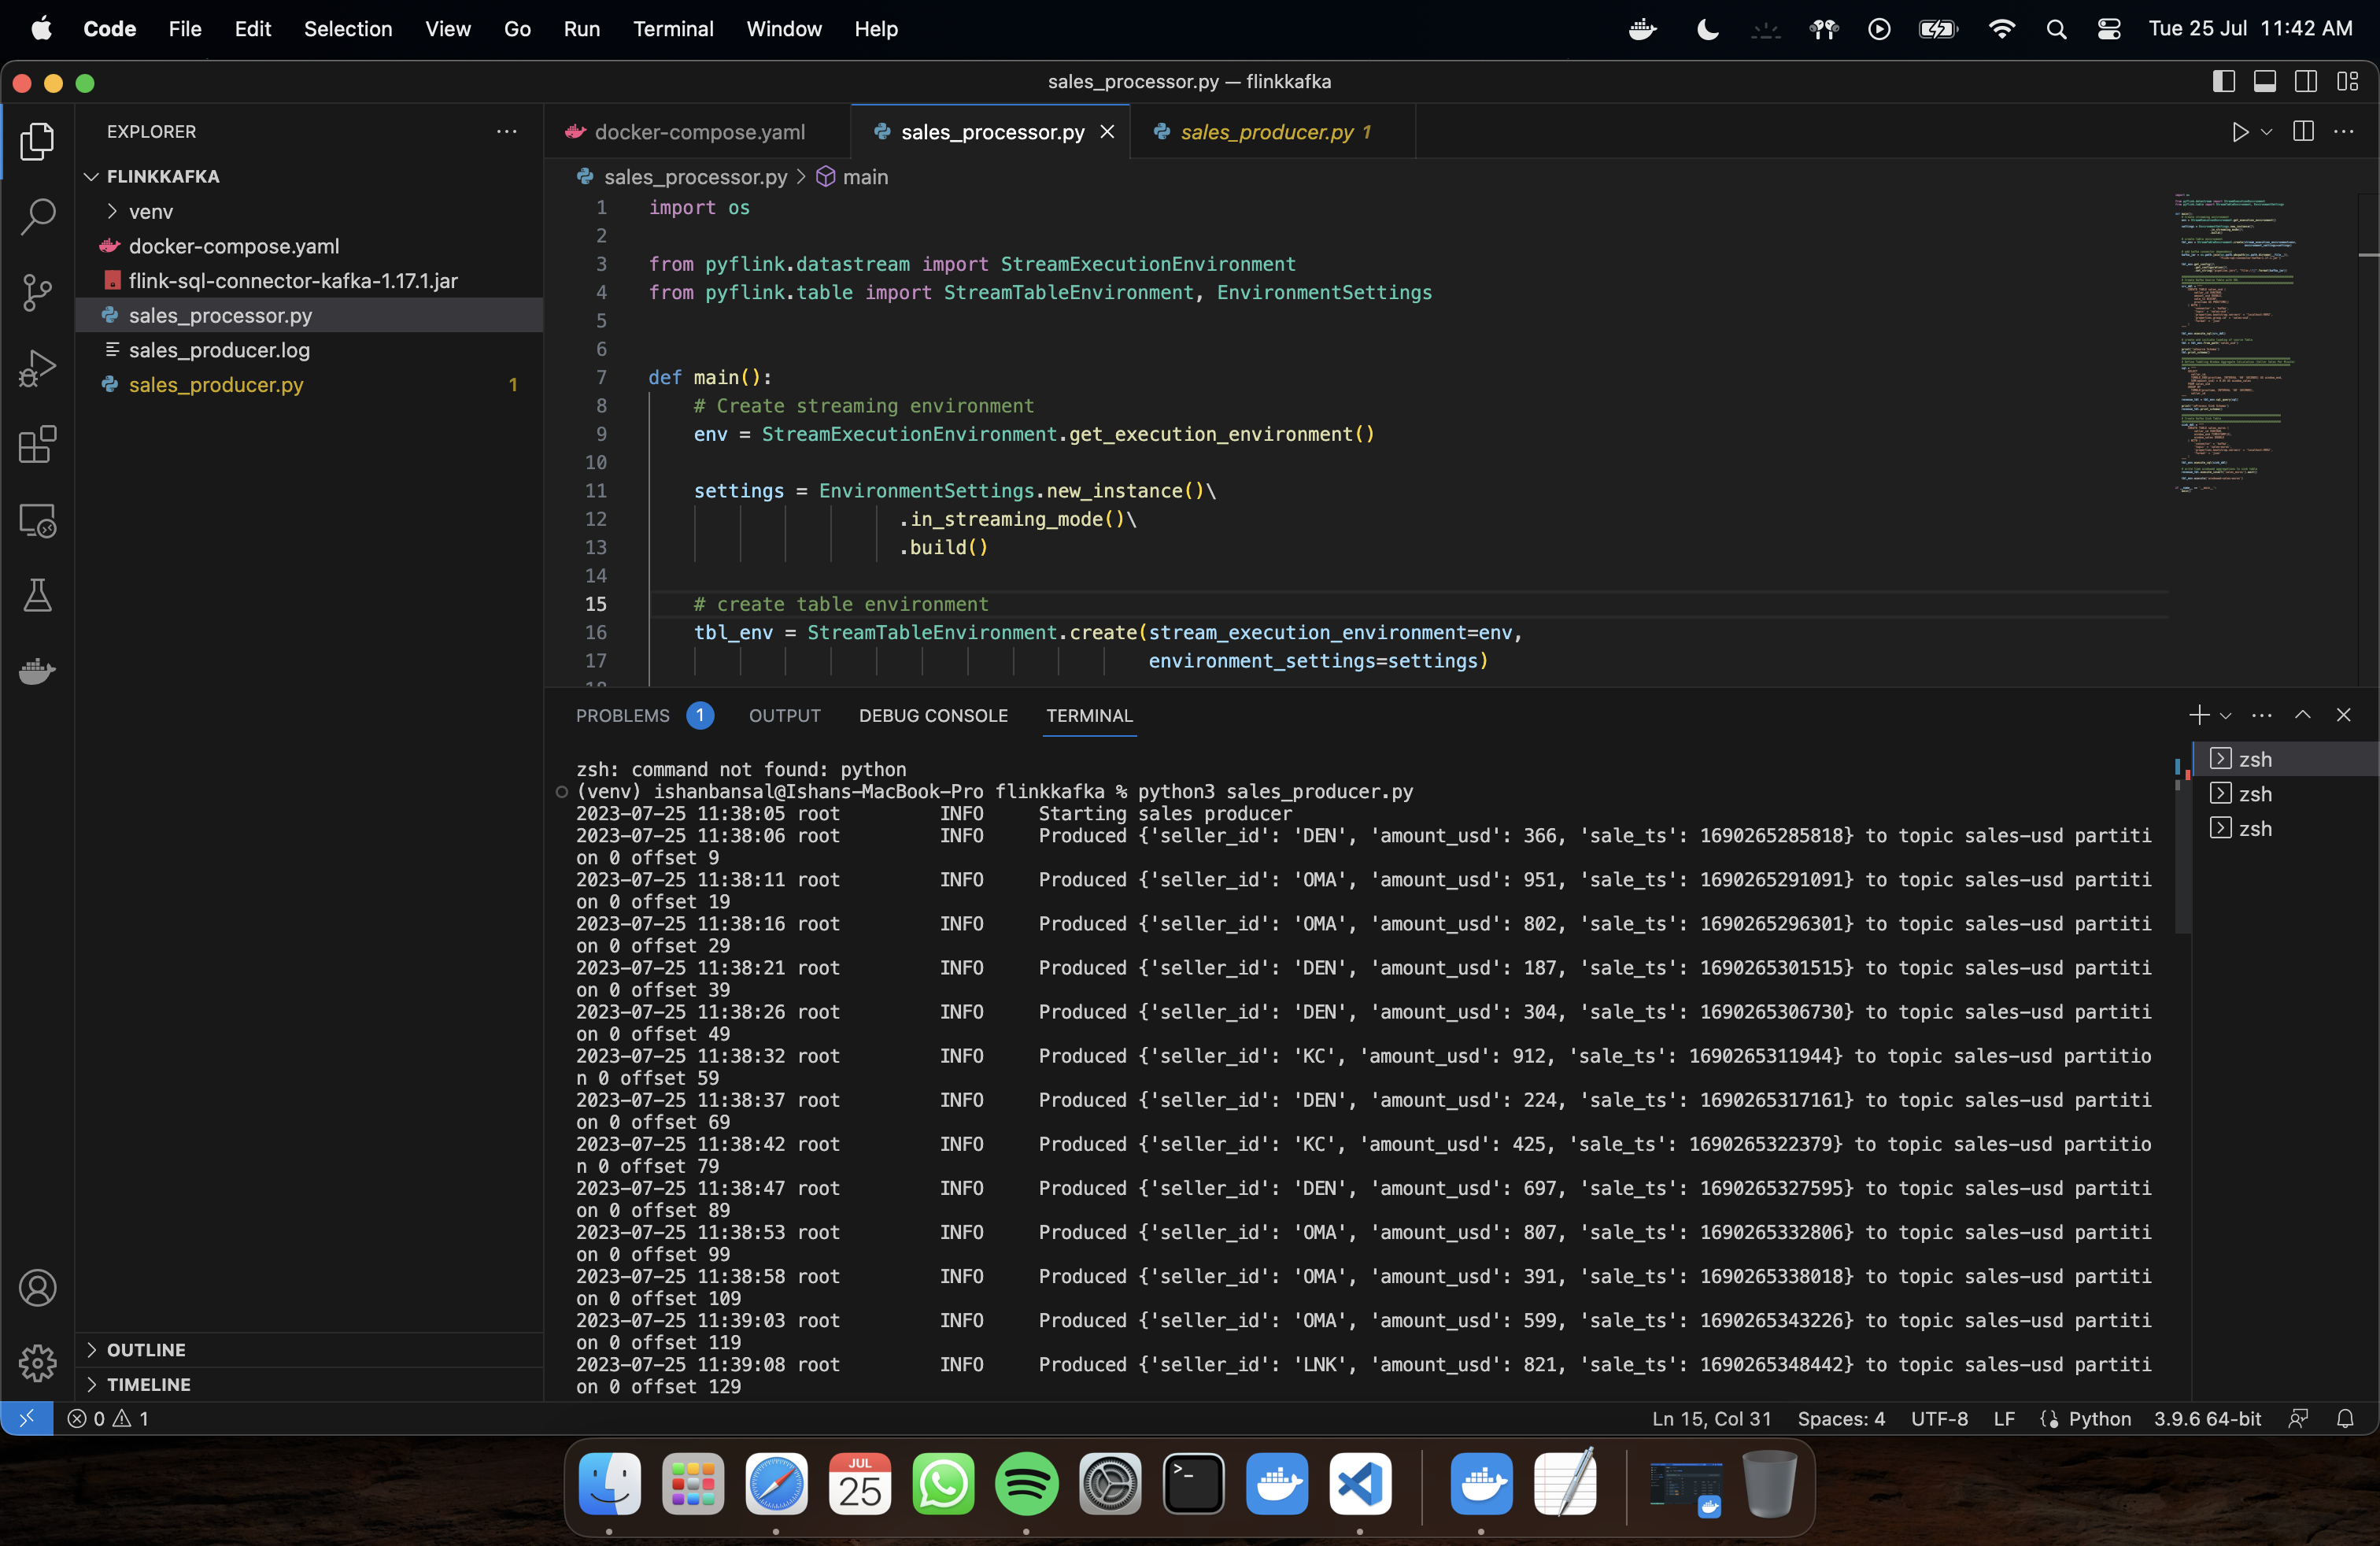 Code File Edit Selection View Go Run Terminal Window Help Tue 25 Jul 11:42 AM
sales_processor.py — flinkkafka
EXPLORER
FLINKKAFKA
venv
docker-compose.yaml
flink-sql-connector-kafka-1.17.1.jar
sales_processor.py
sales_producer.log
sales_producer.py 1
OUTLINE
TIMELINE
docker-compose.yaml sales_processor.py sales_producer.py 1
sales_processor.py > main
1 import os
2
3 from pyflink.datastream import StreamExecutionEnvironment
4 from pyflink.table import StreamTableEnvironment, EnvironmentSettings
5
6
7 def main():
8 # Create streaming environment
9 env = StreamExecutionEnvironment.get_execution_environment()
10
11 settings = EnvironmentSettings.new_instance()\
12 .in_streaming_mode()\
13 .build()
14
15 # create table environment
16 tbl_env = StreamTableEnvironment.create(stream_execution_environment=env,
17 environment_settings=settings)
PROBLEMS 1 OUTPUT DEBUG CONSOLE TERMINAL
zsh: command not found: python
(venv) ishanbansal@Ishans-MacBook-Pro flinkkafka % python3 sales_producer.py
2023-07-25 11:38:05 root INFO Starting sales producer
2023-07-25 11:38:06 root INFO Produced {'seller_id': 'DEN', 'amount_usd': 366, 'sale_ts': 1690265285818} to topic sales-usd partiti
on 0 offset 9
2023-07-25 11:38:11 root INFO Produced {'seller_id': 'OMA', 'amount_usd': 951, 'sale_ts': 1690265291091} to topic sales-usd partiti
on 0 offset 19
2023-07-25 11:38:16 root INFO Produced {'seller_id': 'OMA', 'amount_usd': 802, 'sale_ts': 1690265296301} to topic sales-usd partiti
on 0 offset 29
2023-07-25 11:38:21 root INFO Produced {'seller_id': 'DEN', 'amount_usd': 187, 'sale_ts': 1690265301515} to topic sales-usd partiti
on 0 offset 39
2023-07-25 11:38:26 root INFO Produced {'seller_id': 'DEN', 'amount_usd': 304, 'sale_ts': 1690265306730} to topic sales-usd partiti
on 0 offset 49
2023-07-25 11:38:32 root INFO Produced {'seller_id': 'KC', 'amount_usd': 912, 'sale_ts': 1690265311944} to topic sales-usd partitio
n 0 offset 59
2023-07-25 11:38:37 root INFO Produced {'seller_id': 'DEN', 'amount_usd': 224, 'sale_ts': 1690265317161} to topic sales-usd partiti
on 0 offset 69
2023-07-25 11:38:42 root INFO Produced {'seller_id': 'KC', 'amount_usd': 425, 'sale_ts': 1690265322379} to topic sales-usd partitio
n 0 offset 79
2023-07-25 11:38:47 root INFO Produced {'seller_id': 'DEN', 'amount_usd': 697, 'sale_ts': 1690265327595} to topic sales-usd partiti
on 0 offset 89
2023-07-25 11:38:53 root INFO Produced {'seller_id': 'OMA', 'amount_usd': 807, 'sale_ts': 1690265332806} to topic sales-usd partiti
on 0 offset 99
2023-07-25 11:38:58 root INFO Produced {'seller_id': 'OMA', 'amount_usd': 391, 'sale_ts': 1690265338018} to topic sales-usd partiti
on 0 offset 109
2023-07-25 11:39:03 root INFO Produced {'seller_id': 'OMA', 'amount_usd': 599, 'sale_ts': 1690265343226} to topic sales-usd partiti
on 0 offset 119
2023-07-25 11:39:08 root INFO Produced {'seller_id': 'LNK', 'amount_usd': 821, 'sale_ts': 1690265348442} to topic sales-usd partiti
on 0 offset 129
zsh
zsh
zsh
0 1 Ln 15, Col 31 Spaces: 4 UTF-8 LF Python 3.9.6 64-bit
JUL
25